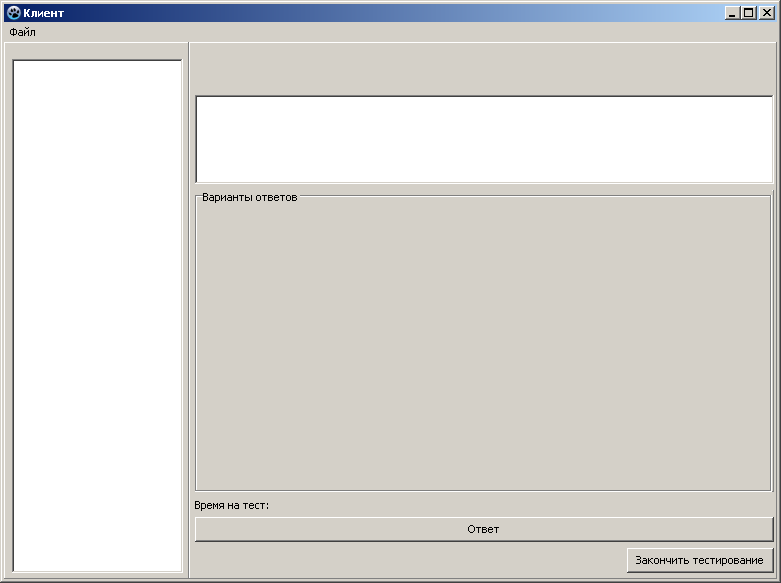 Клиент
Файл
Варианты ответов
Время на тест:
Ответ
Закончить тестирование